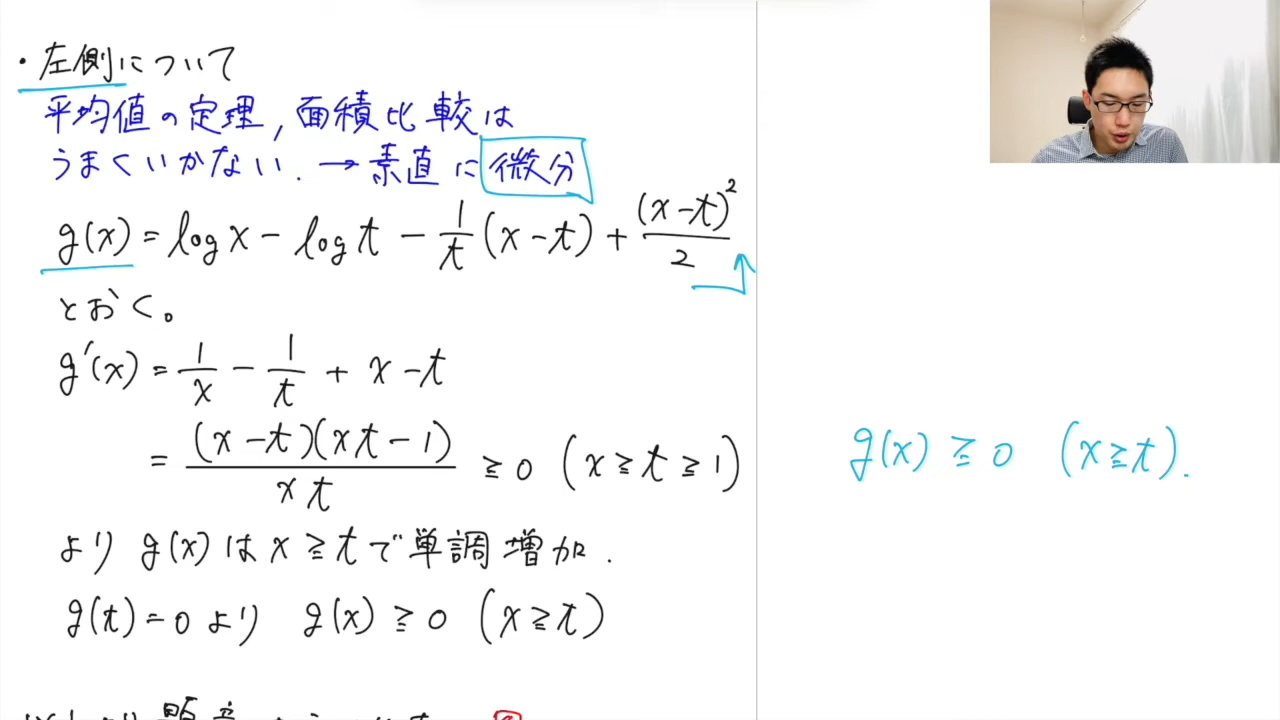 ・左側について
平均値の定理,面積比較は
うまくいかない. → 素直に 微分
g(x) = log x − log t − 1/t (x − t) + (x − t)²/2
とおく。
g′(x) = 1/x − 1/t + x − t
= (x − t)(xt − 1)/xt ≧ 0 (x ≧ t ≧ 1)
より g(x) は x ≧ t で 単調増加.
g(t) = 0 より g(x) ≧ 0 (x ≧ t)
g(x) ≧ 0 (x ≧ t).